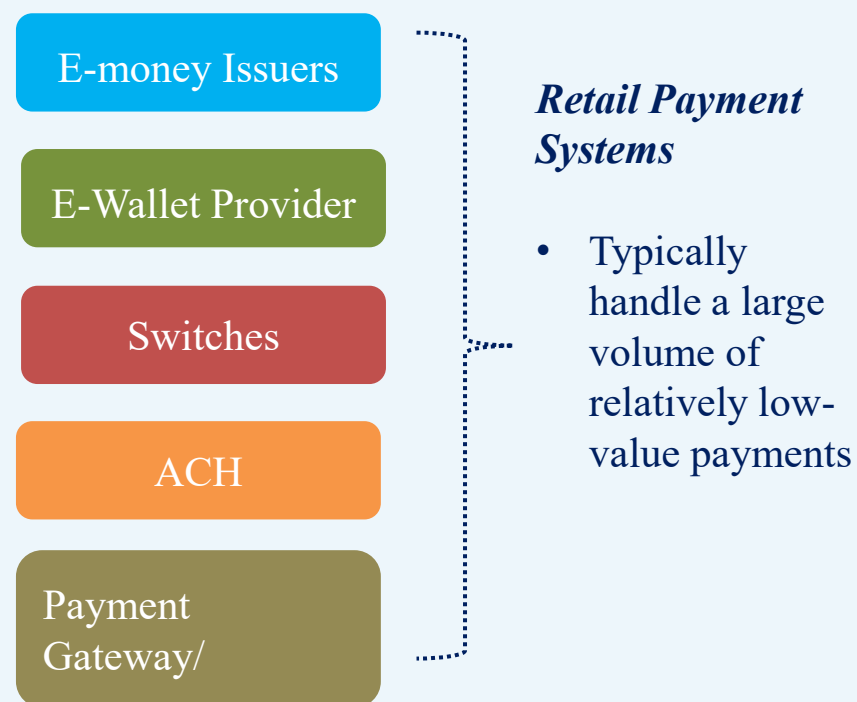 E-money Issuers
E-Wallet Provider
Switches
ACH
Payment
Gateway/
Retail Payment
Systems
• Typically
handle a large
volume of
relatively low-
value payments